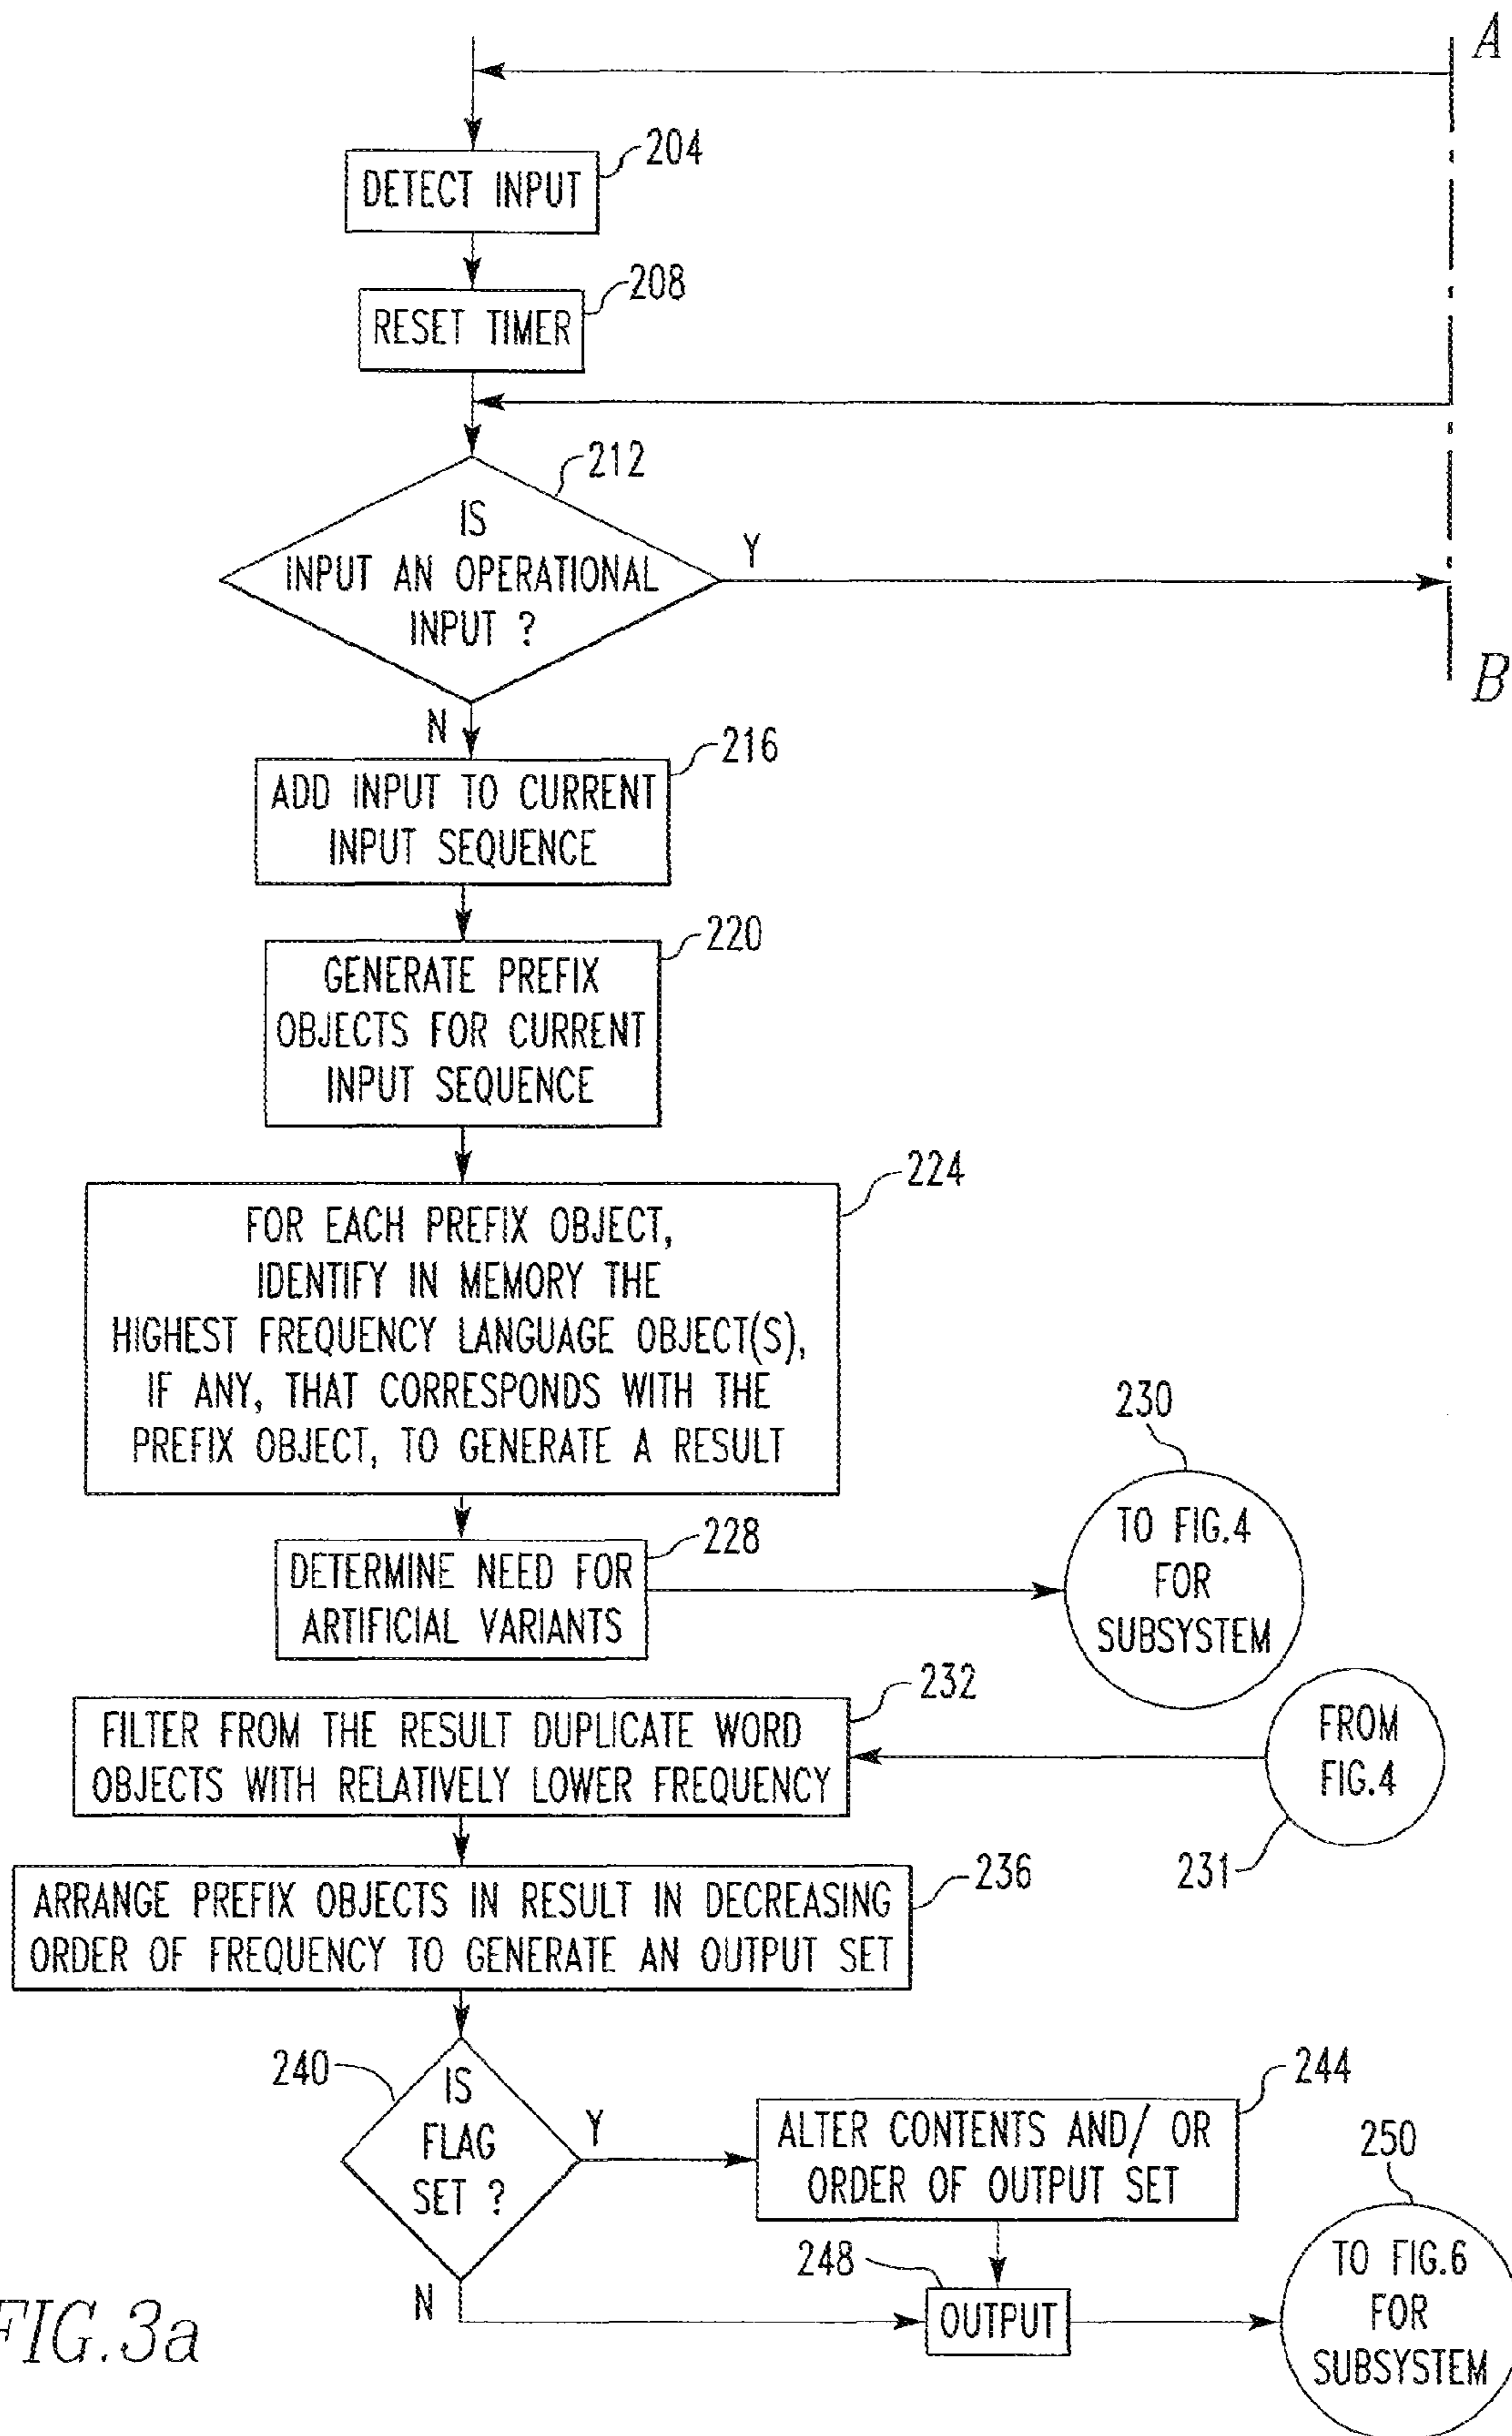 A
204
DETECT INPUT
208
RESET TIMER
212
IS
INPUT AN OPERATIONAL
INPUT ?
Y
B
N
216
ADD INPUT TO CURRENT
INPUT SEQUENCE
220
GENERATE PREFIX
OBJECTS FOR CURRENT
INPUT SEQUENCE
224
FOR EACH PREFIX OBJECT,
IDENTIFY IN MEMORY THE
HIGHEST FREQUENCY LANGUAGE OBJECT(S),
IF ANY, THAT CORRESPONDS WITH THE
PREFIX OBJECT, TO GENERATE A RESULT
230
TO FIG.4
FOR
SUBSYSTEM
228
DETERMINE NEED FOR
ARTIFICIAL VARIANTS
232
FILTER FROM THE RESULT DUPLICATE WORD
OBJECTS WITH RELATIVELY LOWER FREQUENCY
FROM
FIG.4
231
236
ARRANGE PREFIX OBJECTS IN RESULT IN DECREASING
ORDER OF FREQUENCY TO GENERATE AN OUTPUT SET
240
IS
FLAG
SET ?
Y
244
ALTER CONTENTS AND/ OR
ORDER OF OUTPUT SET
250
TO FIG.6
FOR
SUBSYSTEM
248
OUTPUT
N
FIG.3a